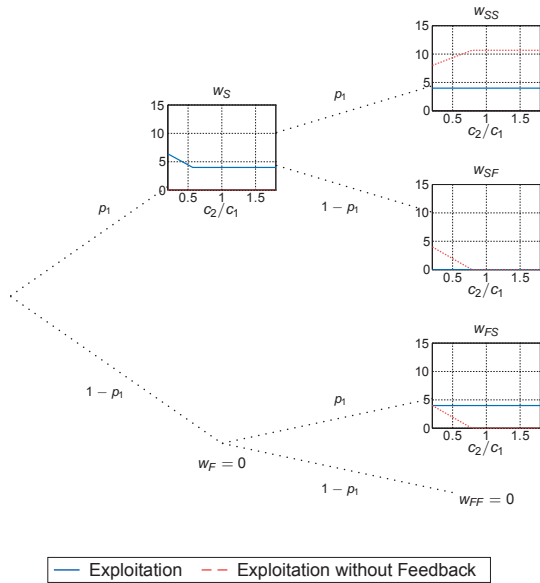 w_SS
15
10
5
0
0.5 1 1.5
c_2/c_1
w_S
15
10
5
0
0.5 1 1.5
c_2/c_1
p_1
1 − p_1
w_SF
15
10
5
0
0.5 1 1.5
c_2/c_1
p_1
1 − p_1
w_FS
15
10
5
0
0.5 1 1.5
c_2/c_1
p_1
w_F = 0
1 − p_1
w_FF = 0
Exploitation Exploitation without Feedback